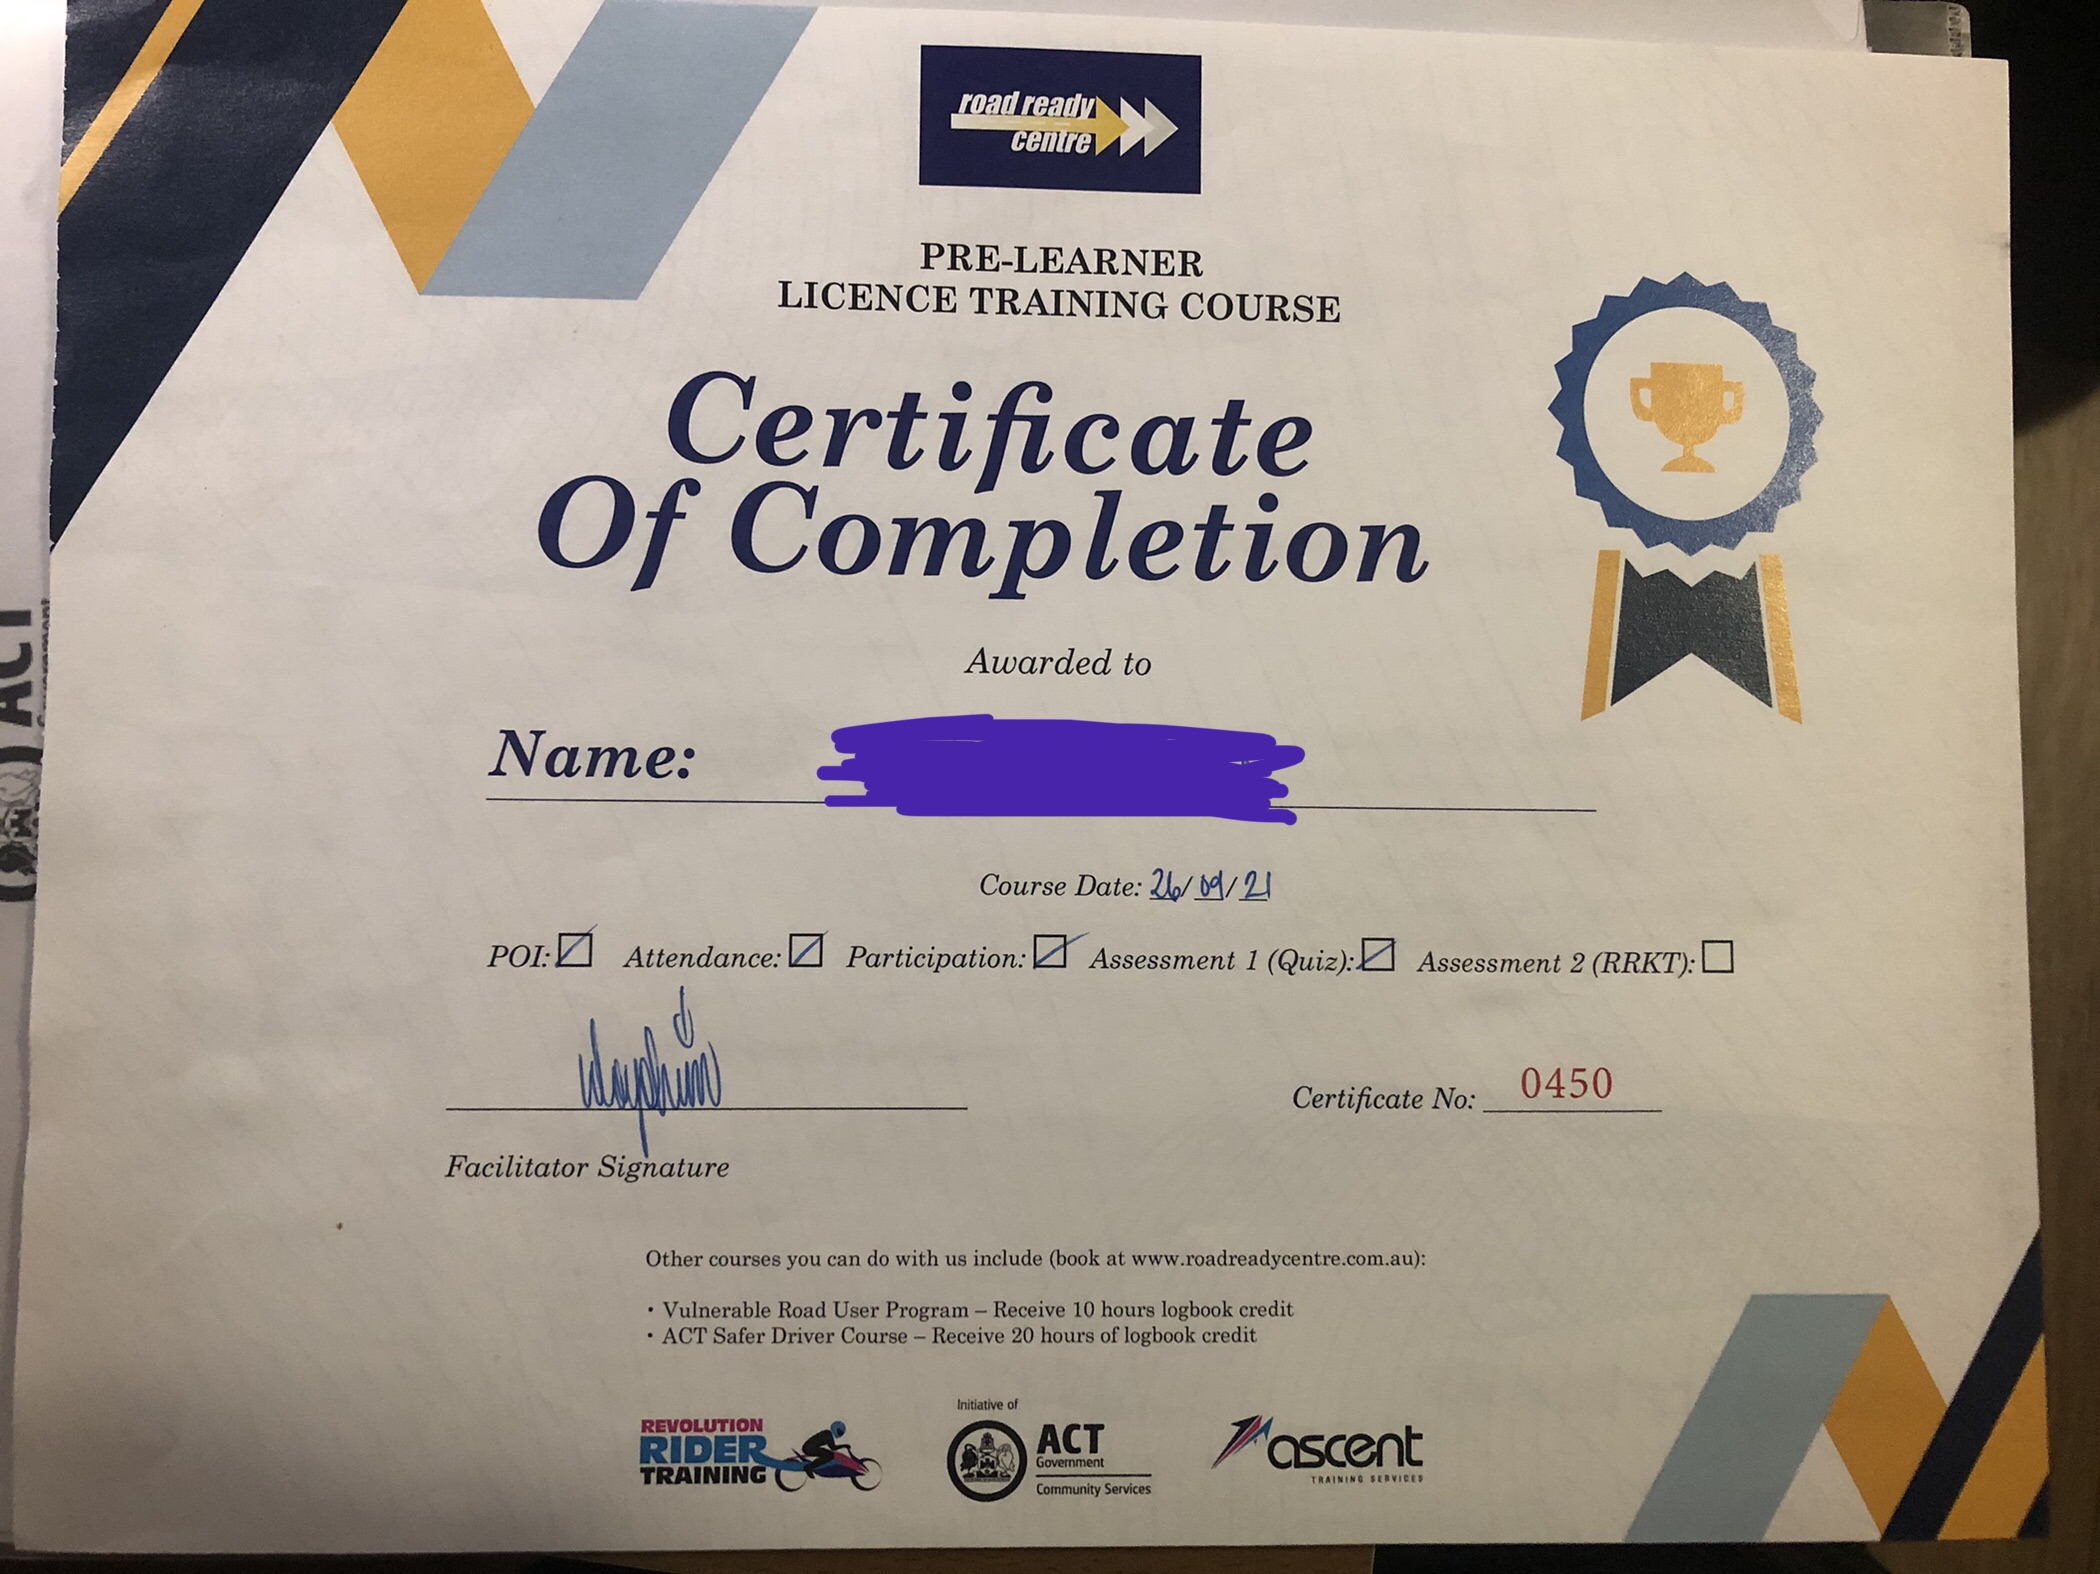 road ready
centre
PRE-LEARNER
LICENCE TRAINING COURSE
Certificate
Of Completion
Awarded to
Name:
Course Date: 26/09/21
POI: Attendance: Participation: Assessment 1 (Quiz): Assessment 2 (RRKT):
Certificate No: 0450
Facilitator Signature
Other courses you can do with us include (book at www.roadreadycentre.com.au):
• Vulnerable Road User Program – Receive 10 hours logbook credit
• ACT Safer Driver Course – Receive 20 hours of logbook credit
REVOLUTION
RIDER
TRAINING
Initiative of
ACT
Government
Community Services
ascent
TRAINING SERVICES
ACT